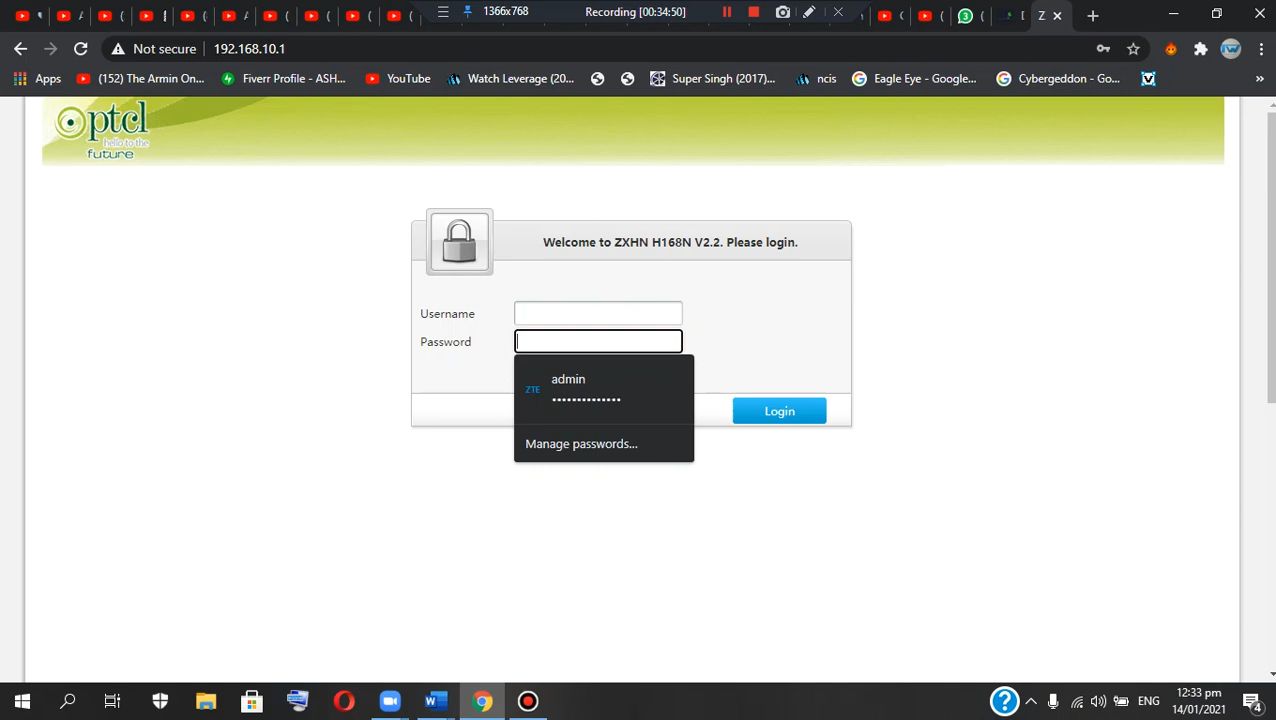 1366x768
Recording [00:34:50]
Not secure
192.168.10.1
Apps
(152) The Armin On...
Fiverr Profile - ASH...
YouTube
Watch Leverage (20...
Super Singh (2017)...
ncis
Eagle Eye - Google...
Cybergeddon - Go...
»
ptcl
hello to the
future
Welcome to ZXHN H168N V2.2. Please login.
Username
Password
ZTE
admin
••••••••••••••
Manage passwords...
Login
ENG
12:33 pm
14/01/2021
4